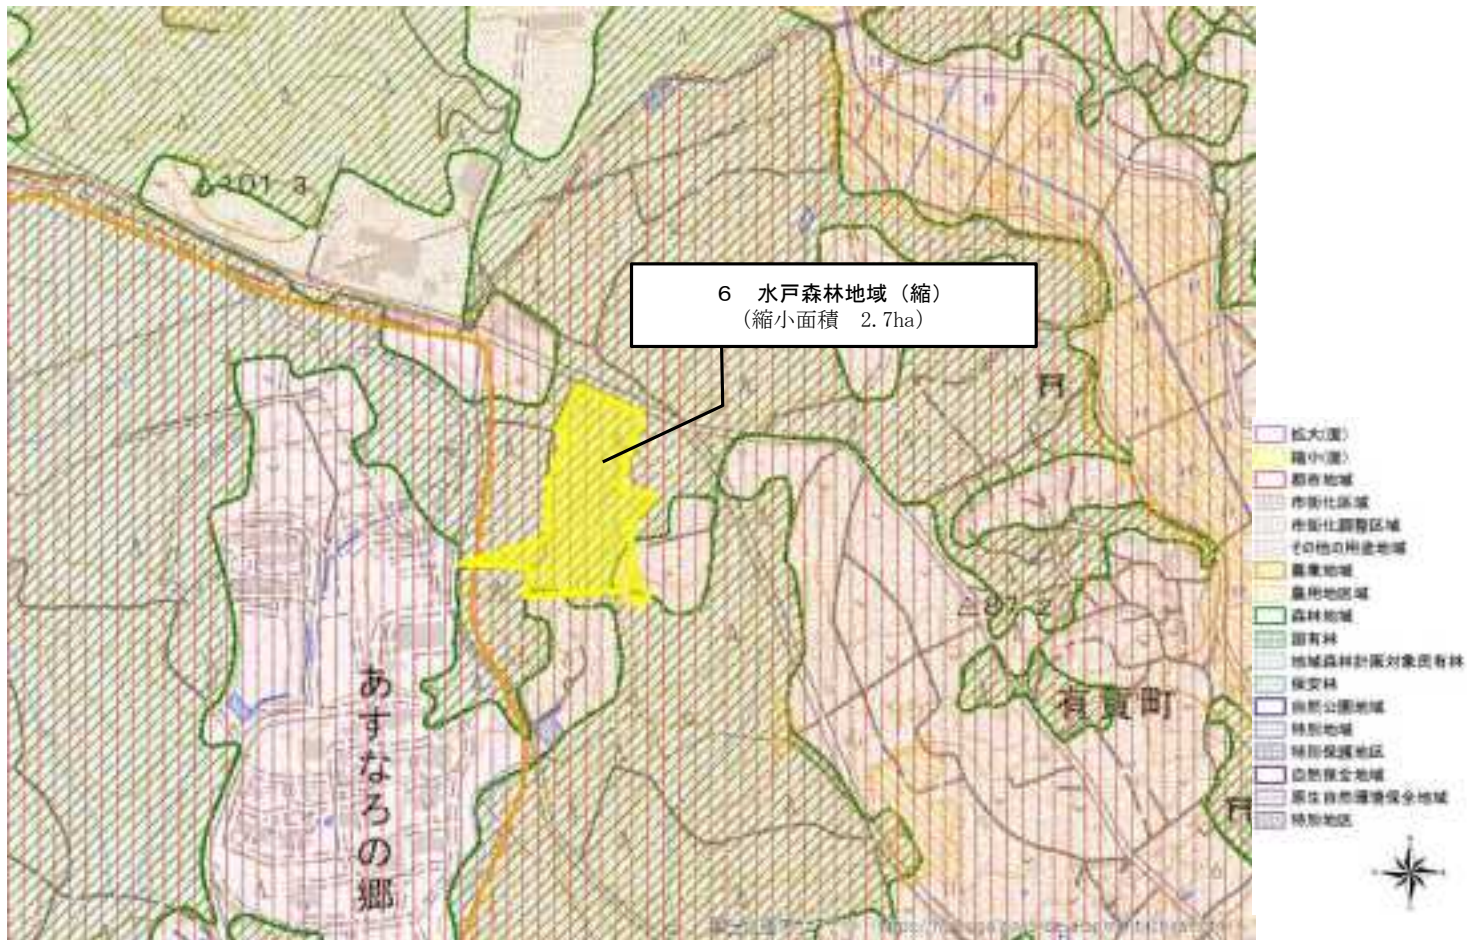 101.3
6 水戸森林地域（縮）
（縮小面積 2.7ha）
87.2
有賀町
あすなろの郷
拡大(面)
縮小(面)
都市地域
市街化区域
市街化調整区域
その他の用途地域
農業地域
農用地区域
森林地域
国有林
地域森林計画対象民有林
保安林
自然公園地域
特別地域
特別保護地区
自然保全地域
原生自然環境保全地域
特別地区